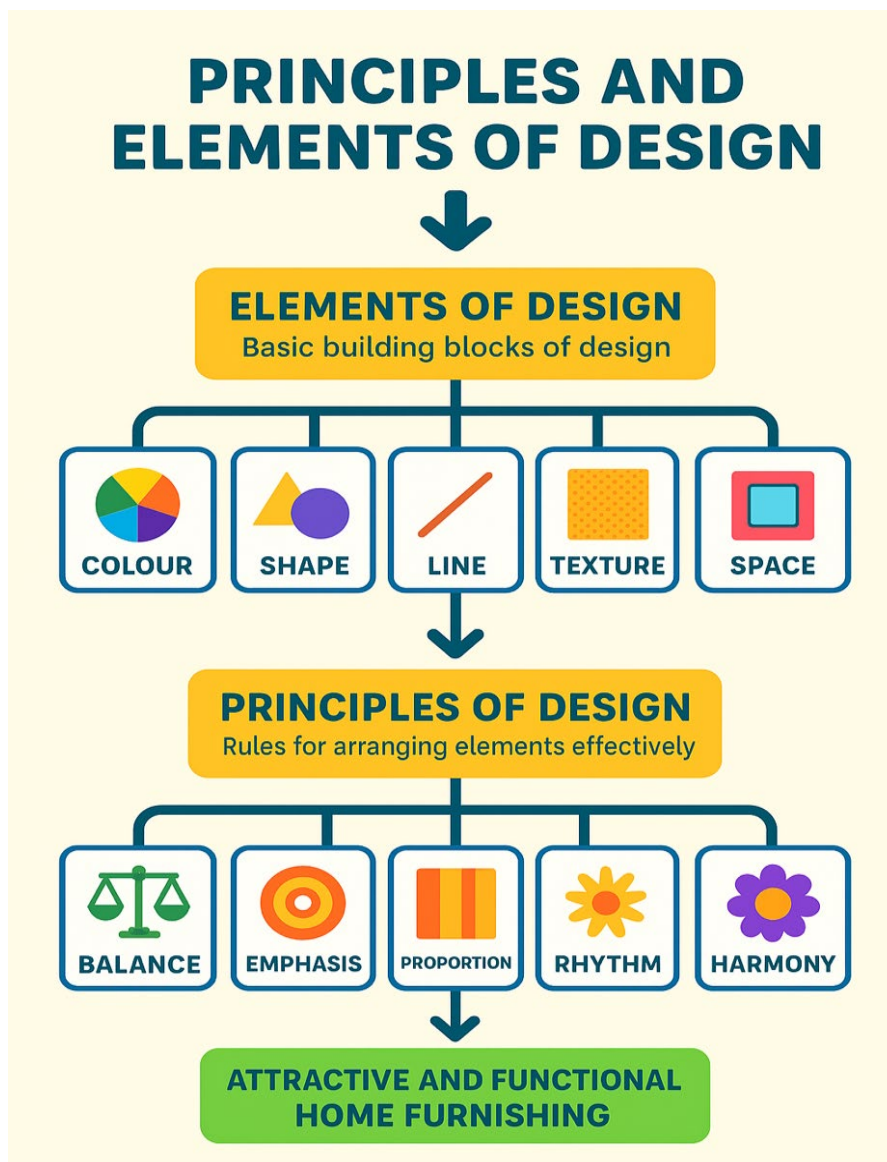 PRINCIPLES AND
ELEMENTS OF DESIGN
ELEMENTS OF DESIGN
Basic building blocks of design
COLOUR
SHAPE
LINE
TEXTURE
SPACE
PRINCIPLES OF DESIGN
Rules for arranging elements effectively
BALANCE
EMPHASIS
PROPORTION
RHYTHM
HARMONY
ATTRACTIVE AND FUNCTIONAL
HOME FURNISHING